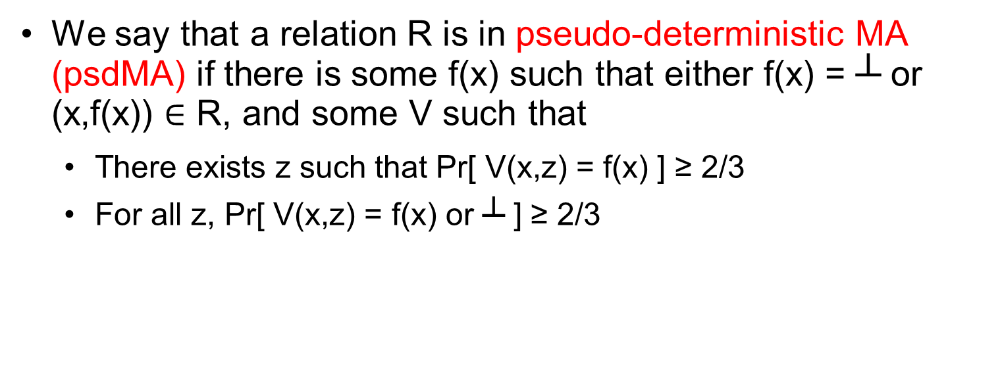 • We say that a relation R is in pseudo-deterministic MA
(psdMA) if there is some f(x) such that either f(x) = ┴ or
(x,f(x)) ∈ R, and some V such that
• There exists z such that Pr[ V(x,z) = f(x) ] ≥ 2/3
• For all z, Pr[ V(x,z) = f(x) or ┴ ] ≥ 2/3